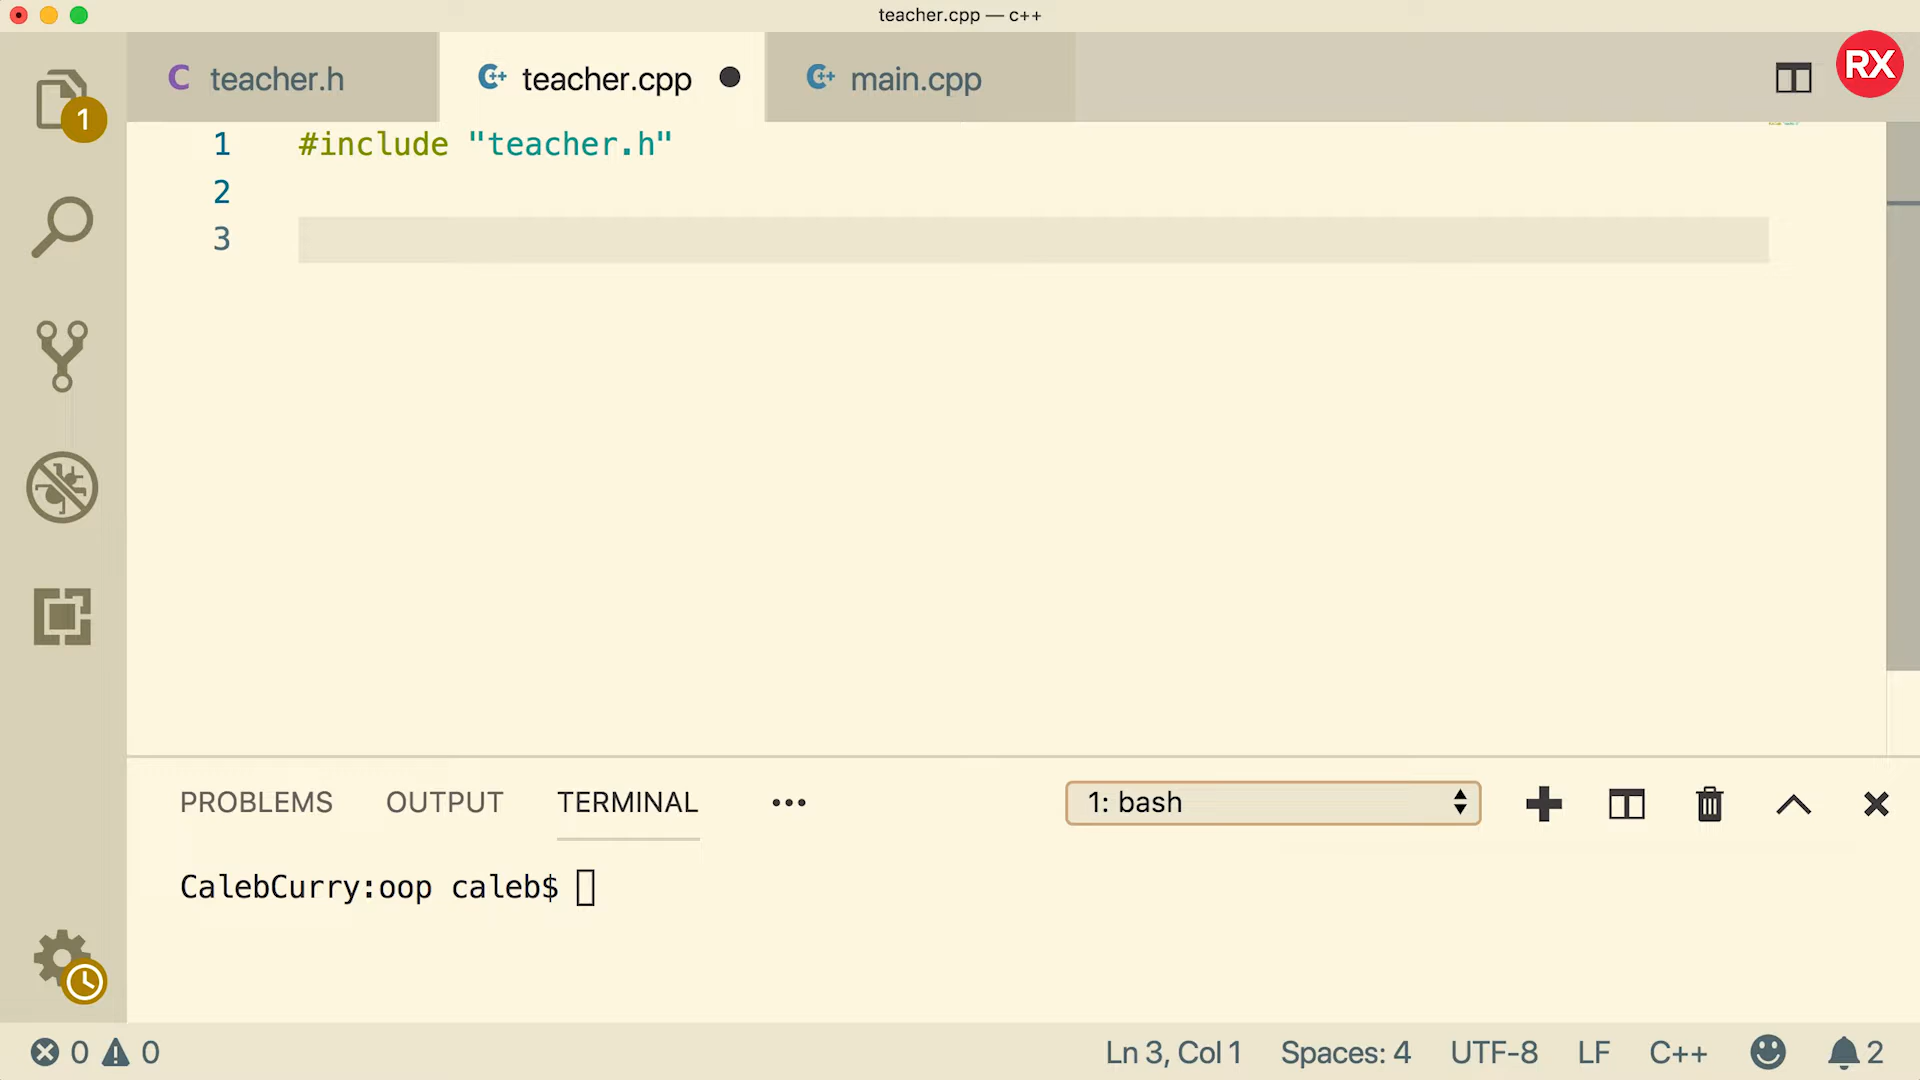 teacher.cpp — c++
teacher.h
teacher.cpp
main.cpp
RX
1
1 #include "teacher.h"
2
3
PROBLEMS OUTPUT TERMINAL ••• 1: bash
CalebCurry:oop caleb$
0 0 Ln 3, Col 1 Spaces: 4 UTF-8 LF C++ 2